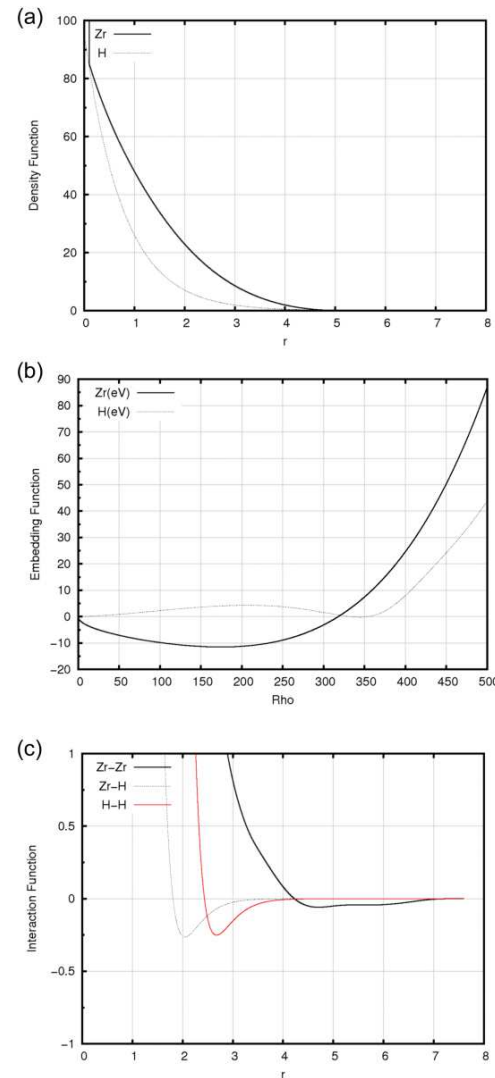 (a)
Density Function
100
80
60
40
20
0
Zr
H
0 1 2 3 4 5 6 7 8
r
(b)
Embedding Function
90
80
70
60
50
40
30
20
10
0
−10
−20
Zr(eV)
H(eV)
0 50 100 150 200 250 300 350 400 450 500
Rho
(c)
Interaction Function
1
0.5
0
−0.5
−1
Zr−Zr
Zr−H
H−H
0 1 2 3 4 5 6 7 8
r